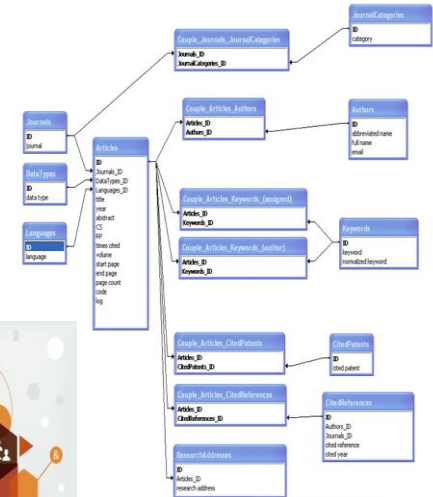 JournalCategories
ID
category
Couple_Journals_JournalCategories
Journals_ID
JournalCategories_ID
Journals
ID
journal
DataTypes
ID
data type
Languages
ID
language
Articles
ID
Journals_ID
DataTypes_ID
Languages_ID
title
year
abstract
CS
PP
times cited
volume
start page
end page
page count
code
log
Couple_Articles_Authors
Articles_ID
Authors_ID
Authors
ID
abbreviated name
full name
email
Couple_Articles_Keywords_(assigned)
Articles_ID
Keywords_ID
Couple_Articles_Keywords_(author)
Articles_ID
Keywords_ID
Keywords
ID
keyword
normalized keyword
Couple_Articles_CitedPatents
Articles_ID
CitedPatents_ID
CitedPatents
ID
cited patent
Couple_Articles_CitedReferences
Articles_ID
CitedReferences_ID
CitedReferences
ID
Authors_ID
Journals_ID
cited reference
cited year
ResearchAddresses
ID
Articles_ID
research address
&